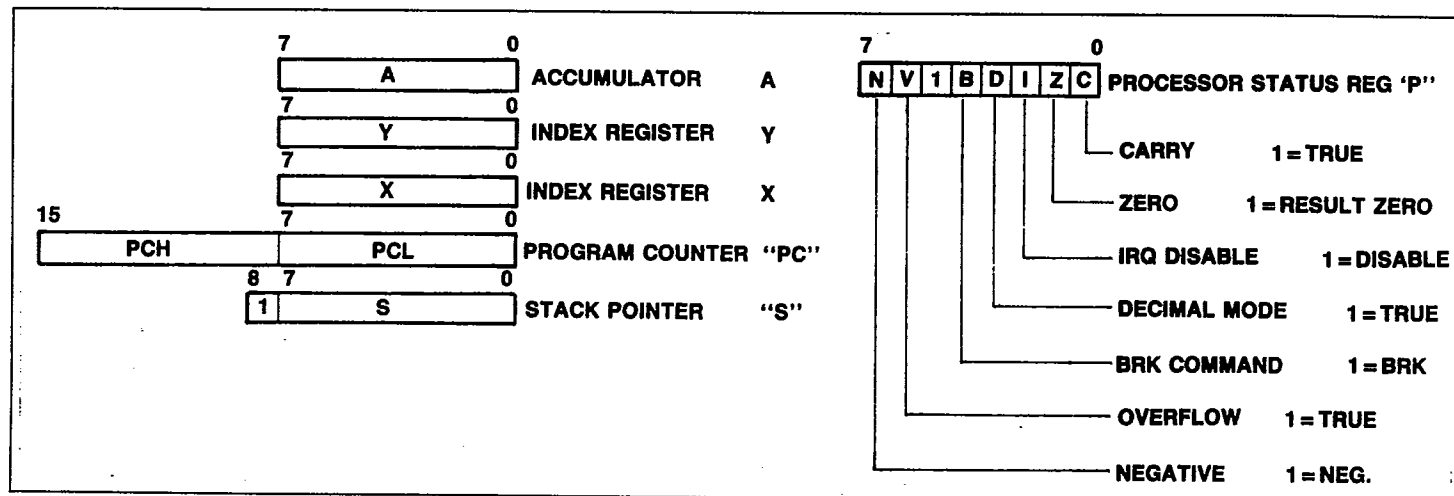 7 0
A ACCUMULATOR A
7 0
Y INDEX REGISTER Y
7 0
X INDEX REGISTER X
15 7 0
PCH PCL PROGRAM COUNTER “PC”
8 7 0
1 S STACK POINTER “S”
7 0
N V 1 B D I Z C PROCESSOR STATUS REG ‘P’’
CARRY 1=TRUE
ZERO 1=RESULT ZERO
IRQ DISABLE 1=DISABLE
DECIMAL MODE 1=TRUE
BRK COMMAND 1=BRK
OVERFLOW 1=TRUE
NEGATIVE 1=NEG.